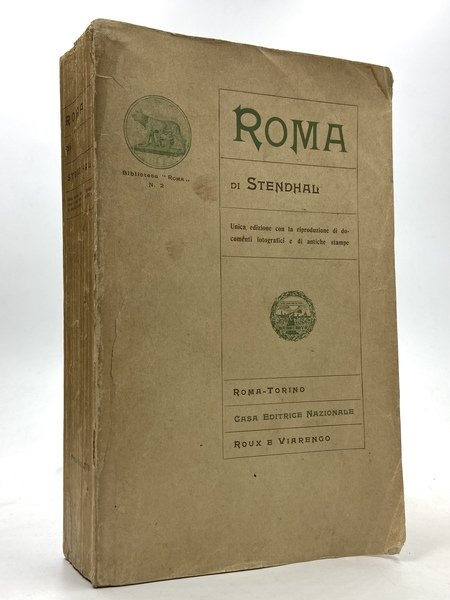 ROMA
DI
STENDHAL
Biblioteca "ROMA"
N. 2
ROMA
DI STENDHAL
Unica edizione con la riproduzione di do-
comenti fotografici e di antiche stampe
ROMA-TORINO
CASA EDITRICE NAZIONALE
ROUX E VIARENGO